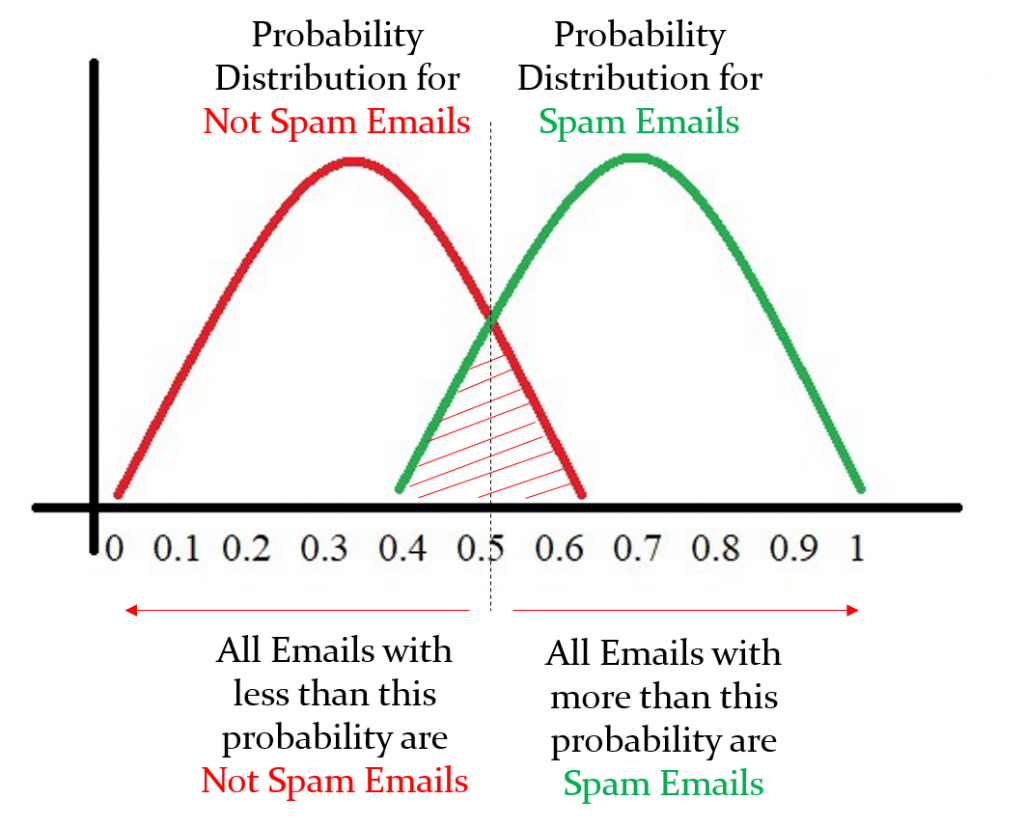 Probability
Distribution for
Not Spam Emails
Probability
Distribution for
Spam Emails
0 0.1 0.2 0.3 0.4 0.5 0.6 0.7 0.8 0.9 1
All Emails with
less than this
probability are
Not Spam Emails
All Emails with
more than this
probability are
Spam Emails